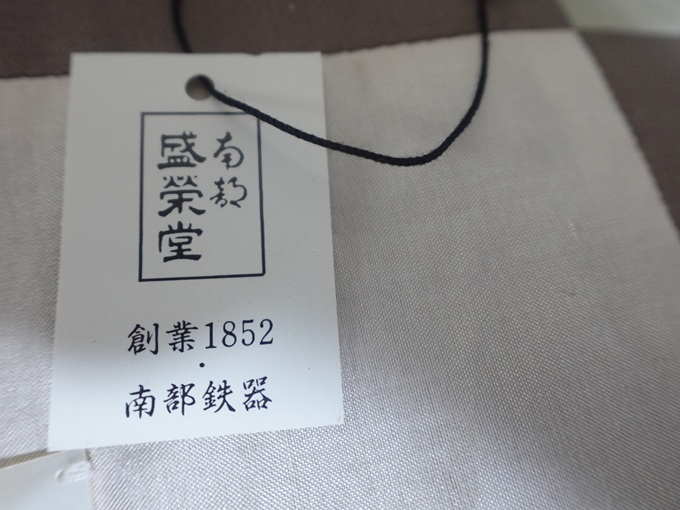 南部
盛榮堂
創業1852
・
南部鉄器